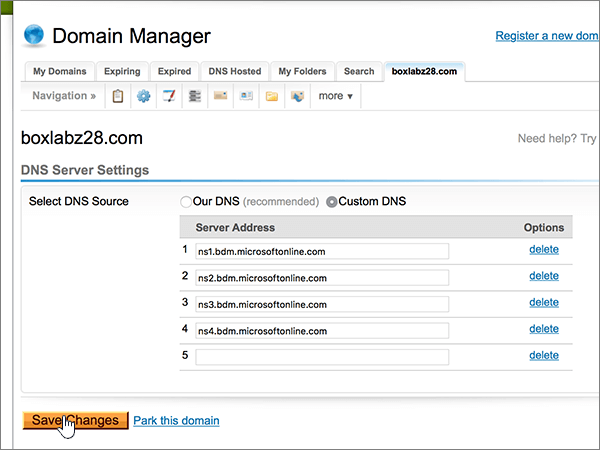 Domain Manager
Register a new dom
My Domains Expiring Expired DNS Hosted My Folders Search boxlabz28.com
Navigation » more ▾
boxlabz28.com
Need help? Try
DNS Server Settings
Select DNS Source Our DNS (recommended) Custom DNS
Server Address Options
1 ns1.bdm.microsoftonline.com delete
2 ns2.bdm.microsoftonline.com delete
3 ns3.bdm.microsoftonline.com delete
4 ns4.bdm.microsoftonline.com delete
5 delete
Save Changes Park this domain